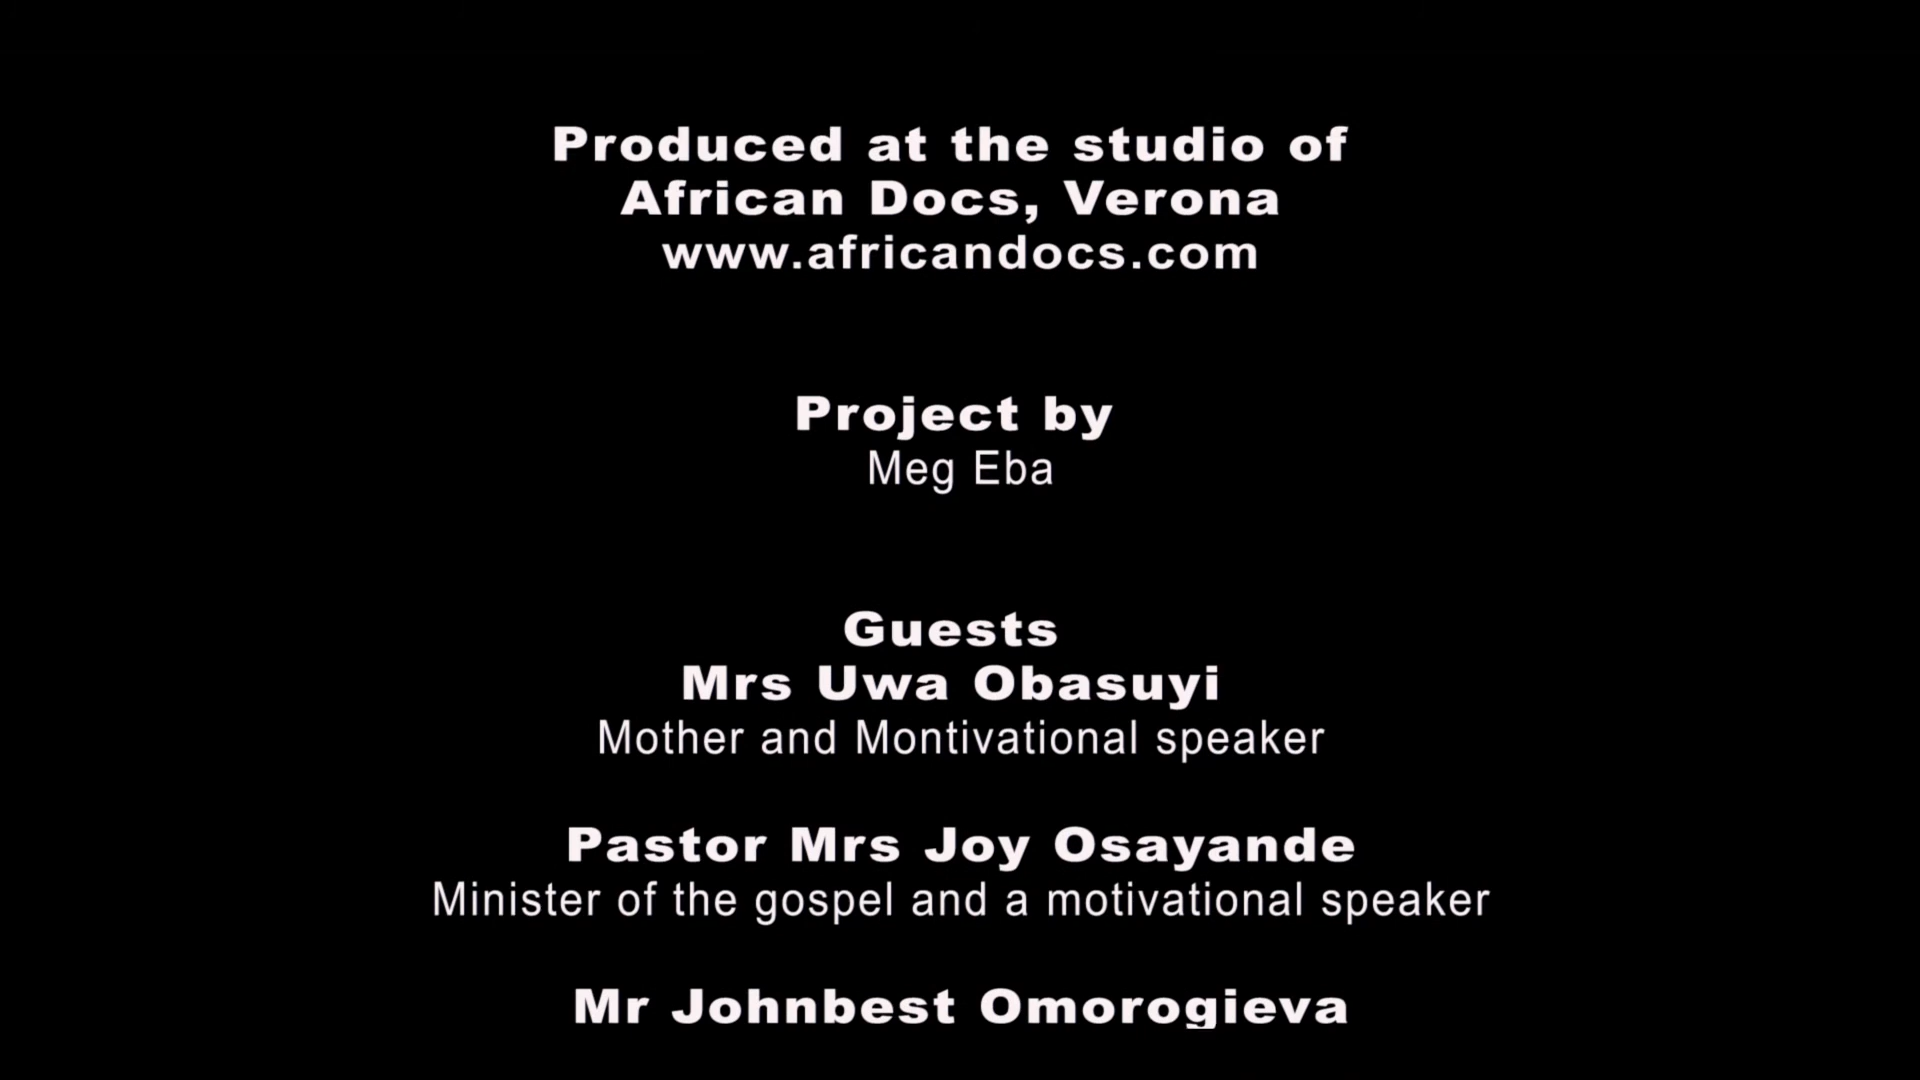 Produced at the studio of
African Docs, Verona
www.africandocs.com
Project by
Meg Eba
Guests
Mrs Uwa Obasuyi
Mother and Montivational speaker
Pastor Mrs Joy Osayande
Minister of the gospel and a motivational speaker
Mr Johnbest Omorogieva